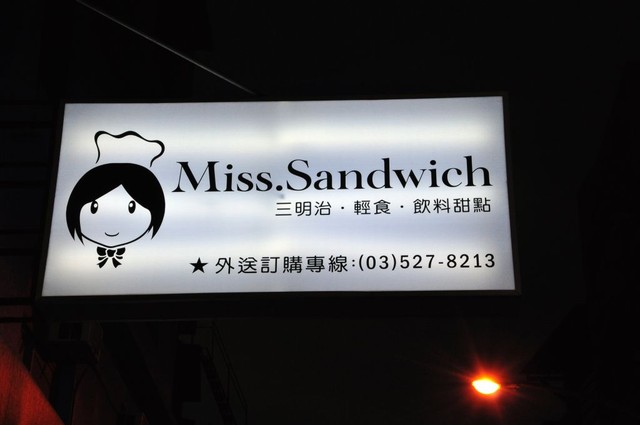 Miss.Sandwich
三明治・輕食・飲料甜點
★外送訂購專線:(03)527-8213